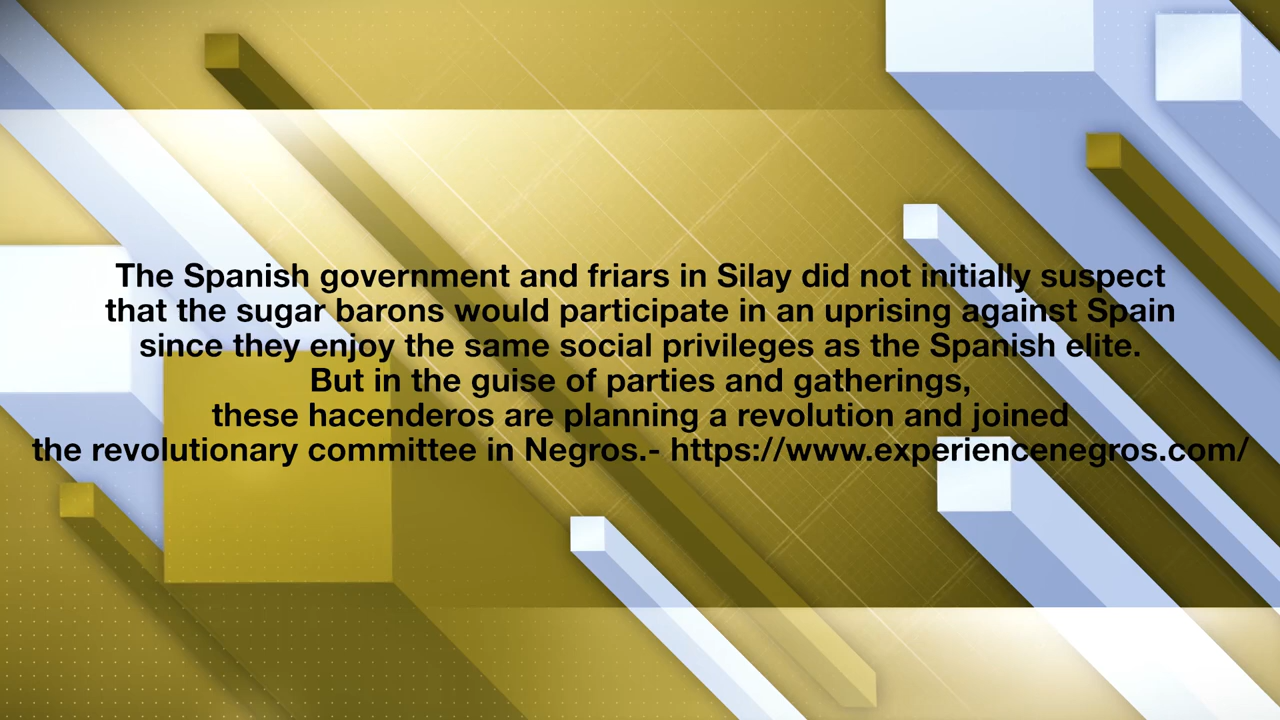 The Spanish government and friars in Silay did not initially suspect
that the sugar barons would participate in an uprising against Spain
since they enjoy the same social privileges as the Spanish elite.
But in the guise of parties and gatherings,
these hacenderos are planning a revolution and joined
the revolutionary committee in Negros.- https://www.experiencenegros.com/